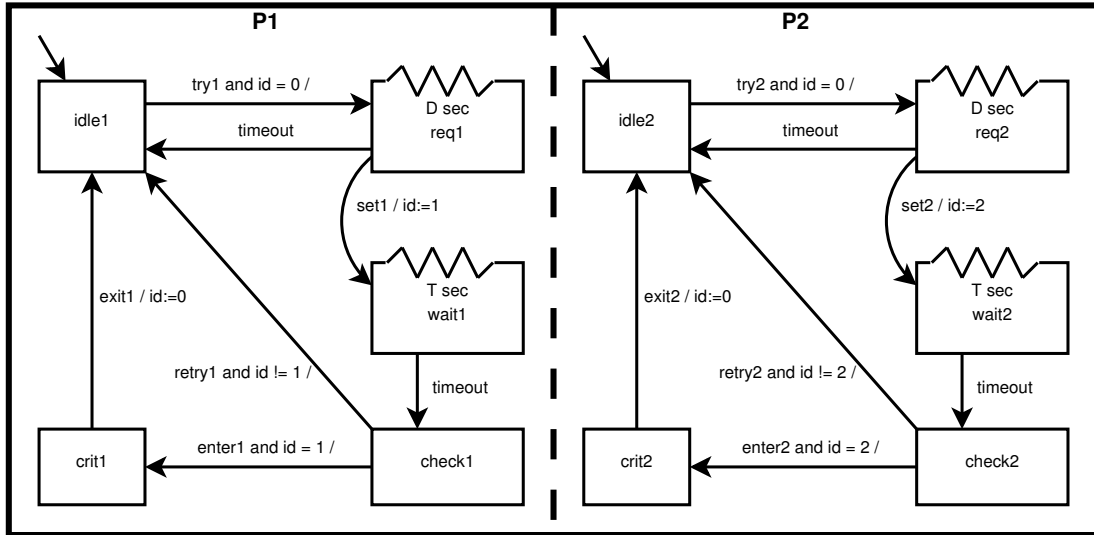 P1
P2
try1 and id = 0 /
try2 and id = 0 /
idle1
D sec
req1
idle2
D sec
req2
timeout
timeout
set1 / id:=1
set2 / id:=2
exit1 / id:=0
T sec
wait1
exit2 / id:=0
T sec
wait2
retry1 and id != 1 /
timeout
retry2 and id != 2 /
timeout
crit1
enter1 and id = 1 /
check1
crit2
enter2 and id = 2 /
check2